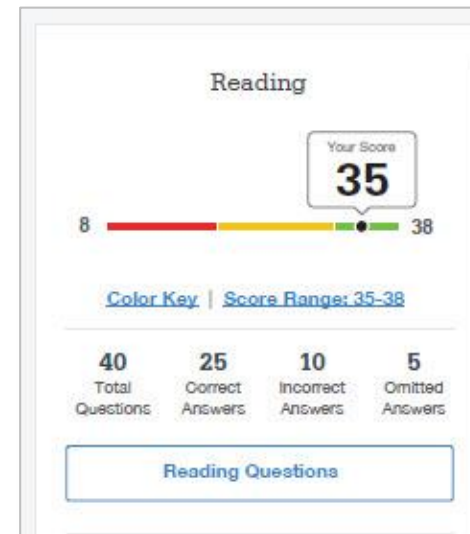 Reading
Your Score
35
8 38
Color Key | Score Range: 35-38
40 25 10 5
Total Correct Incorrect Omitted
Questions Answers Answers Answers
Reading Questions